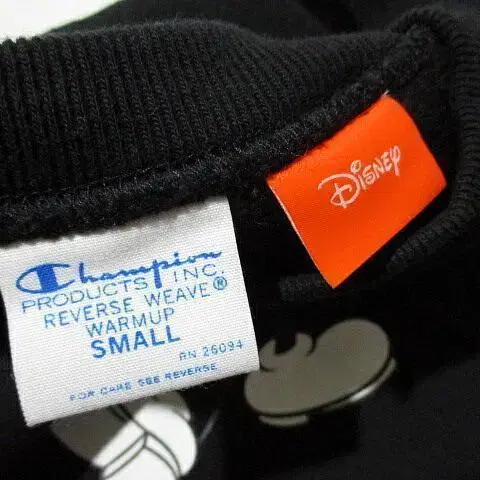 Champion
PRODUCTS INC.
REVERSE WEAVE®
WARMUP
SMALL
RN 26094
FOR CARE SEE REVERSE
Disney